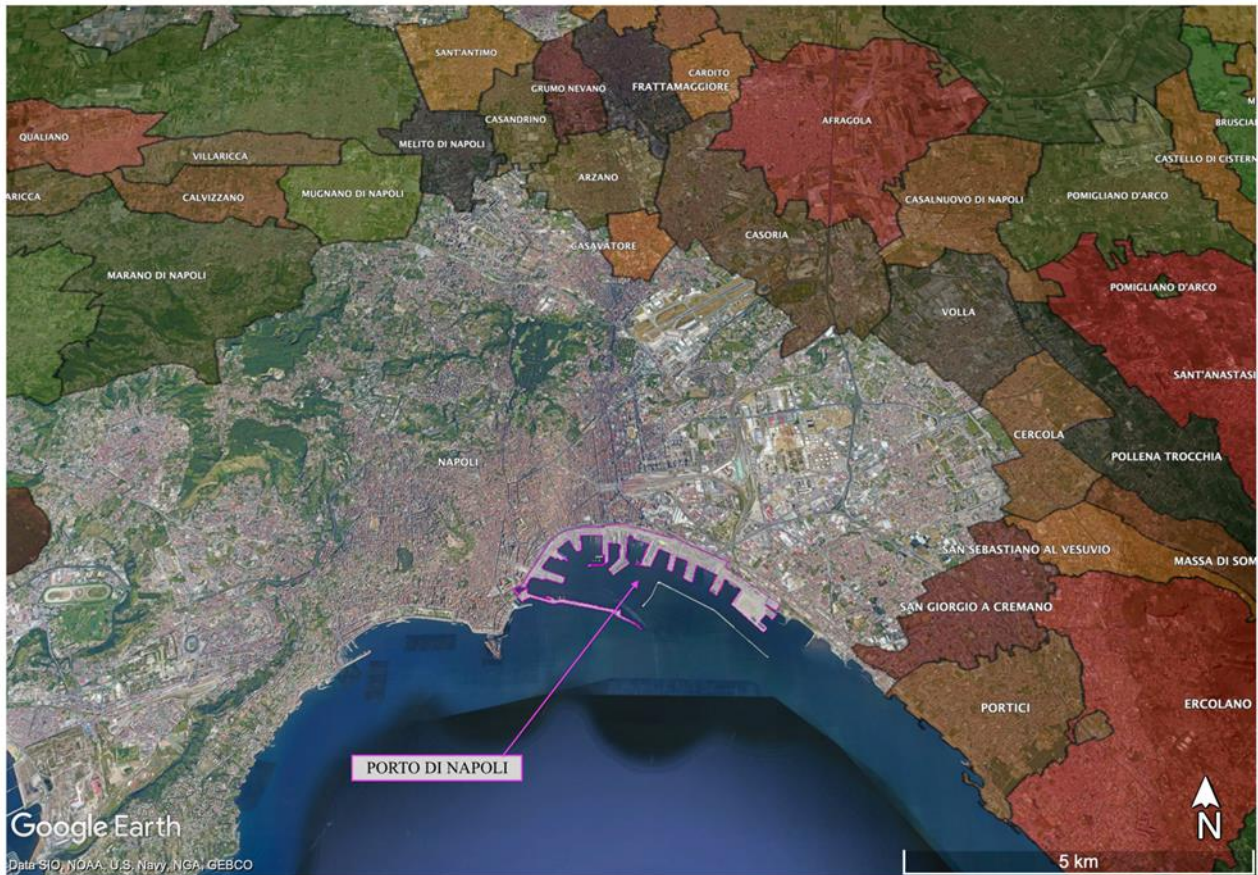 SANT'ANTIMO
CARDITO
GRUMO NEVANO
FRATTAMAGGIORE
CASANDRINO
AFRAGOLA
BRUSCIA
QUALIANO
MELITO DI NAPOLI
VILLARICCA
CASTELLO DI CISTERN
ARZANO
ARICCA
CALVIZZANO
MUGNANO DI NAPOLI
CASALNUOVO DI NAPOLI
POMIGLIANO D'ARCO
CASORIA
CASAVATORE
MARANO DI NAPOLI
POMIGLIANO D'ARCO
VOLLA
SANT'ANASTASI
CERCOLA
POLLENA TROCCHIA
NAPOLI
SAN SEBASTIANO AL VESUVIO
MASSA DI SOM
SAN GIORGIO A CREMANO
ERCOLANO
PORTICI
PORTO DI NAPOLI
N
Google Earth
Data SIO, NOAA, U.S. Navy, NGA, GEBCO
5 km